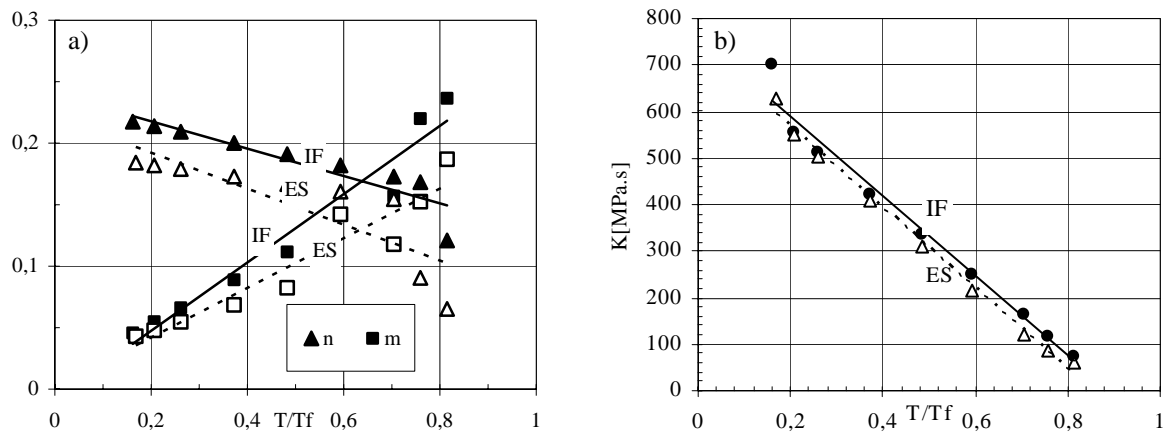 a)
0,3
0,2
0,1
0
IF
ES
IF
ES
n m
0 0,2 0,4 0,6 0,8 1
T/Tf
b)
K[MPa.s]
800
700
600
500
400
300
200
100
0
IF
ES
0 0,2 0,4 0,6 0,8 1
T/Tf